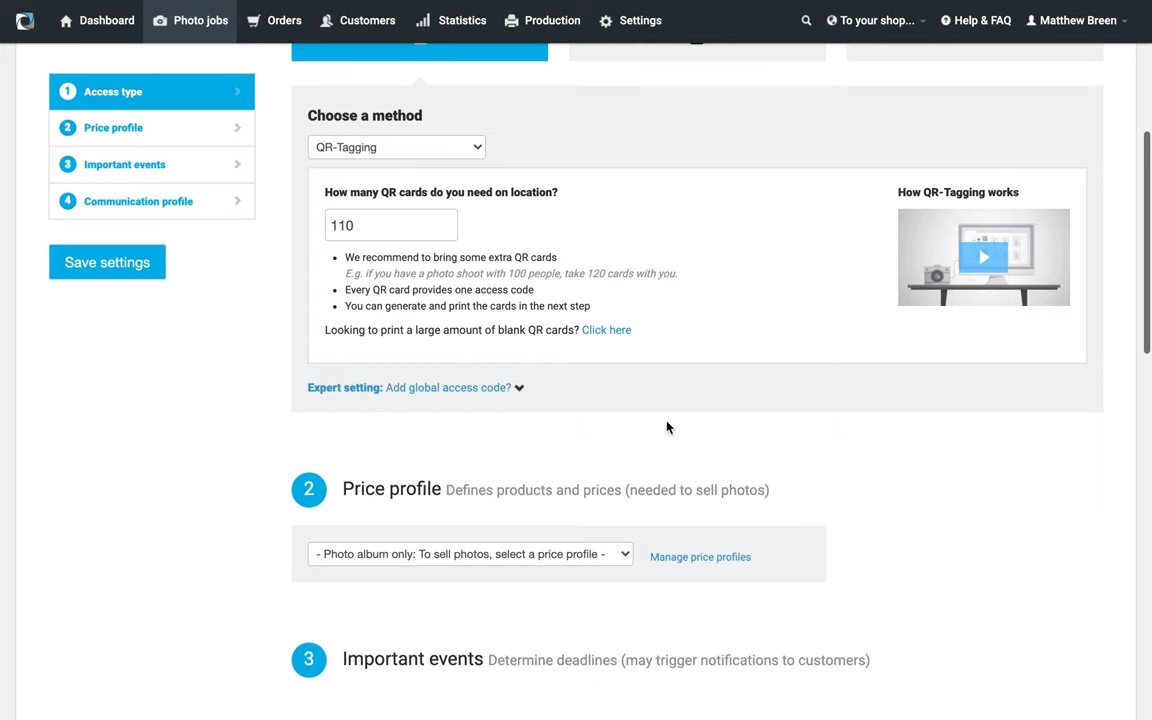 Dashboard Photo jobs Orders Customers Statistics Production Settings To your shop... Help & FAQ Matthew Breen
1 Access type
2 Price profile
3 Important events
4 Communication profile
Save settings
Choose a method
QR-Tagging
How many QR cards do you need on location?
110
We recommend to bring some extra QR cards
E.g. if you have a photo shoot with 100 people, take 120 cards with you.
Every QR card provides one access code
You can generate and print the cards in the next step
Looking to print a large amount of blank QR cards? Click here
How QR-Tagging works
Expert setting: Add global access code?
2 Price profile Defines products and prices (needed to sell photos)
- Photo album only: To sell photos, select a price profile -
Manage price profiles
3 Important events Determine deadlines (may trigger notifications to customers)